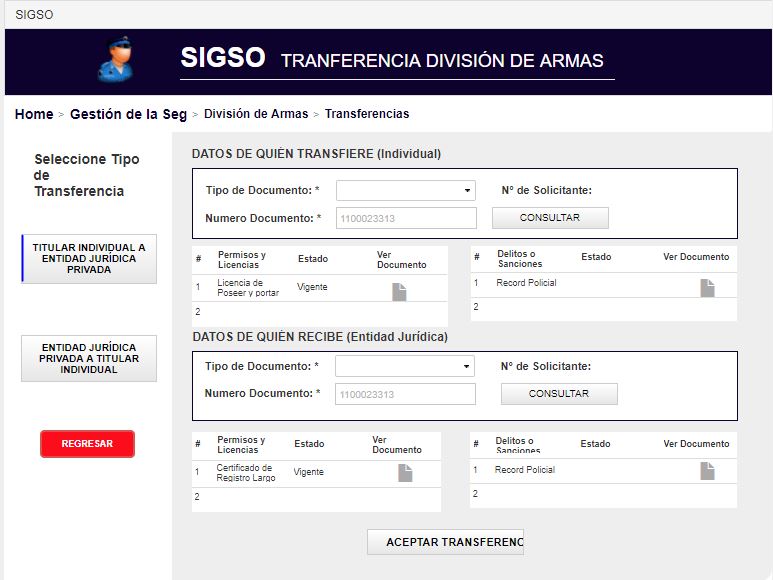 SIGSO
SIGSO TRANFERENCIA DIVISIÓN DE ARMAS
Home > Gestión de la Seg > División de Armas > Transferencias
Seleccione Tipo
de
Transferencia
TITULAR INDIVIDUAL A
ENTIDAD JURÍDICA
PRIVADA
ENTIDAD JURÍDICA
PRIVADA A TITULAR
INDIVIDUAL
REGRESAR
DATOS DE QUIÉN TRANSFIERE (Individual)
Tipo de Documento: * N° de Solicitante:
Numero Documento: * 1100023313 CONSULTAR
# Permisos y Licencias Estado Ver Documento
1 Licencia de Poseer y portar Vigente
2
# Delitos o Sanciones Estado Ver Documento
1 Record Policial
2
DATOS DE QUIÉN RECIBE (Entidad Jurídica)
Tipo de Documento: * N° de Solicitante:
Numero Documento: * 1100023313 CONSULTAR
# Permisos y Licencias Estado Ver Documento
1 Certificado de Registro Largo Vigente
2
# Delitos o Sanciones Estado Ver Documento
1 Record Policial
2
ACEPTAR TRANSFERENC